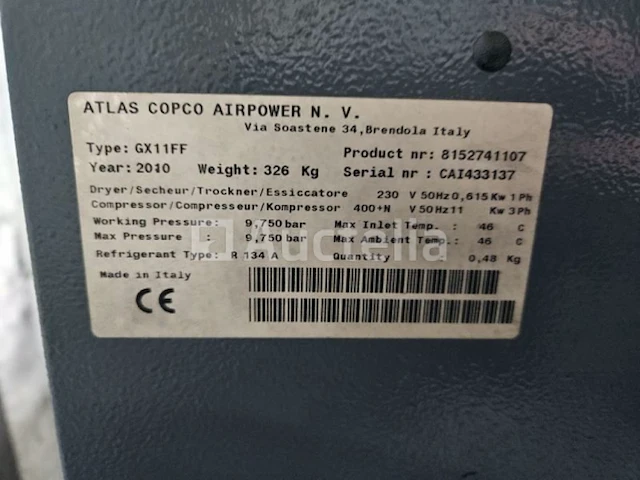 ATLAS COPCO AIRPOWER N. V.
Via Soastene 34, Brendola Italy
Type: GX11FF Product nr: 8152741107
Year: 2010 Weight: 326 Kg Serial nr : CAI433137
Dryer/Secheur/Trockner/Essiccatore 230 V 50Hz 0,615 Kw 1 Ph
Compressor/Compresseur/Kompressor 400+N V 50Hz 11 Kw 3 Ph
Working Pressure: 9,750 bar Max Inlet Temp. : 46 C
Max Pressure : 9,750 bar Max Ambient Temp.: 46 C
Refrigerant Type: R 134 A Quantity 0,48 Kg
Made in Italy
CE
Auctelia